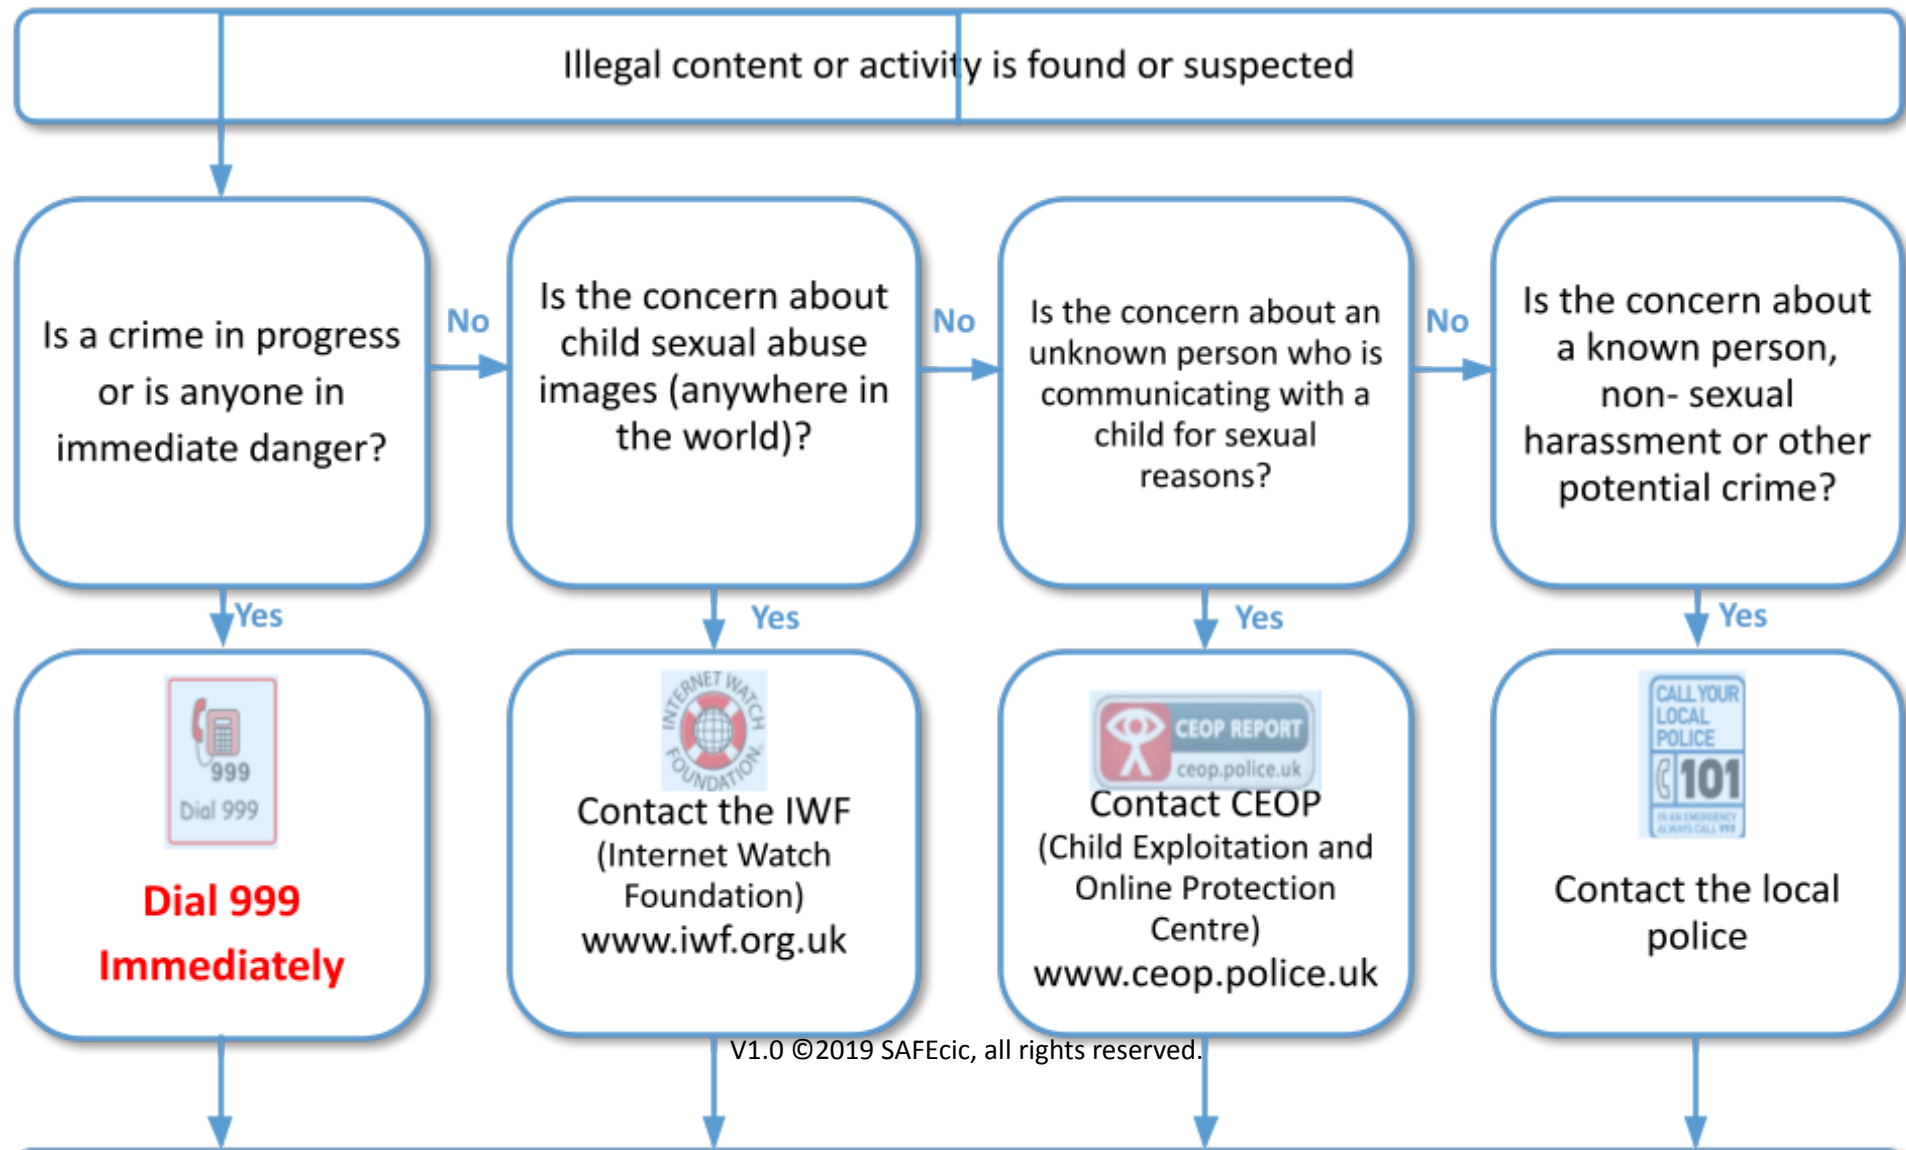 Illegal content or activity is found or suspected
Is a crime in progress
or is anyone in
immediate danger?
No
Is the concern about
child sexual abuse
images (anywhere in
the world)?
No
Is the concern about an
unknown person who is
communicating with a
child for sexual
reasons?
No
Is the concern about
a known person,
non- sexual
harassment or other
potential crime?
Yes
Yes
Yes
Yes
999
Dial 999
Dial 999
Immediately
INTERNET WATCH
FOUNDATION
Contact the IWF
(Internet Watch
Foundation)
www.iwf.org.uk
CEOP REPORT
ceop.police.uk
Contact CEOP
(Child Exploitation and
Online Protection
Centre)
www.ceop.police.uk
CALL YOUR
LOCAL
POLICE
101
IN AN EMERGENCY
ALWAYS CALL 999
Contact the local
police
V1.0 ©2019 SAFEcic, all rights reserved.